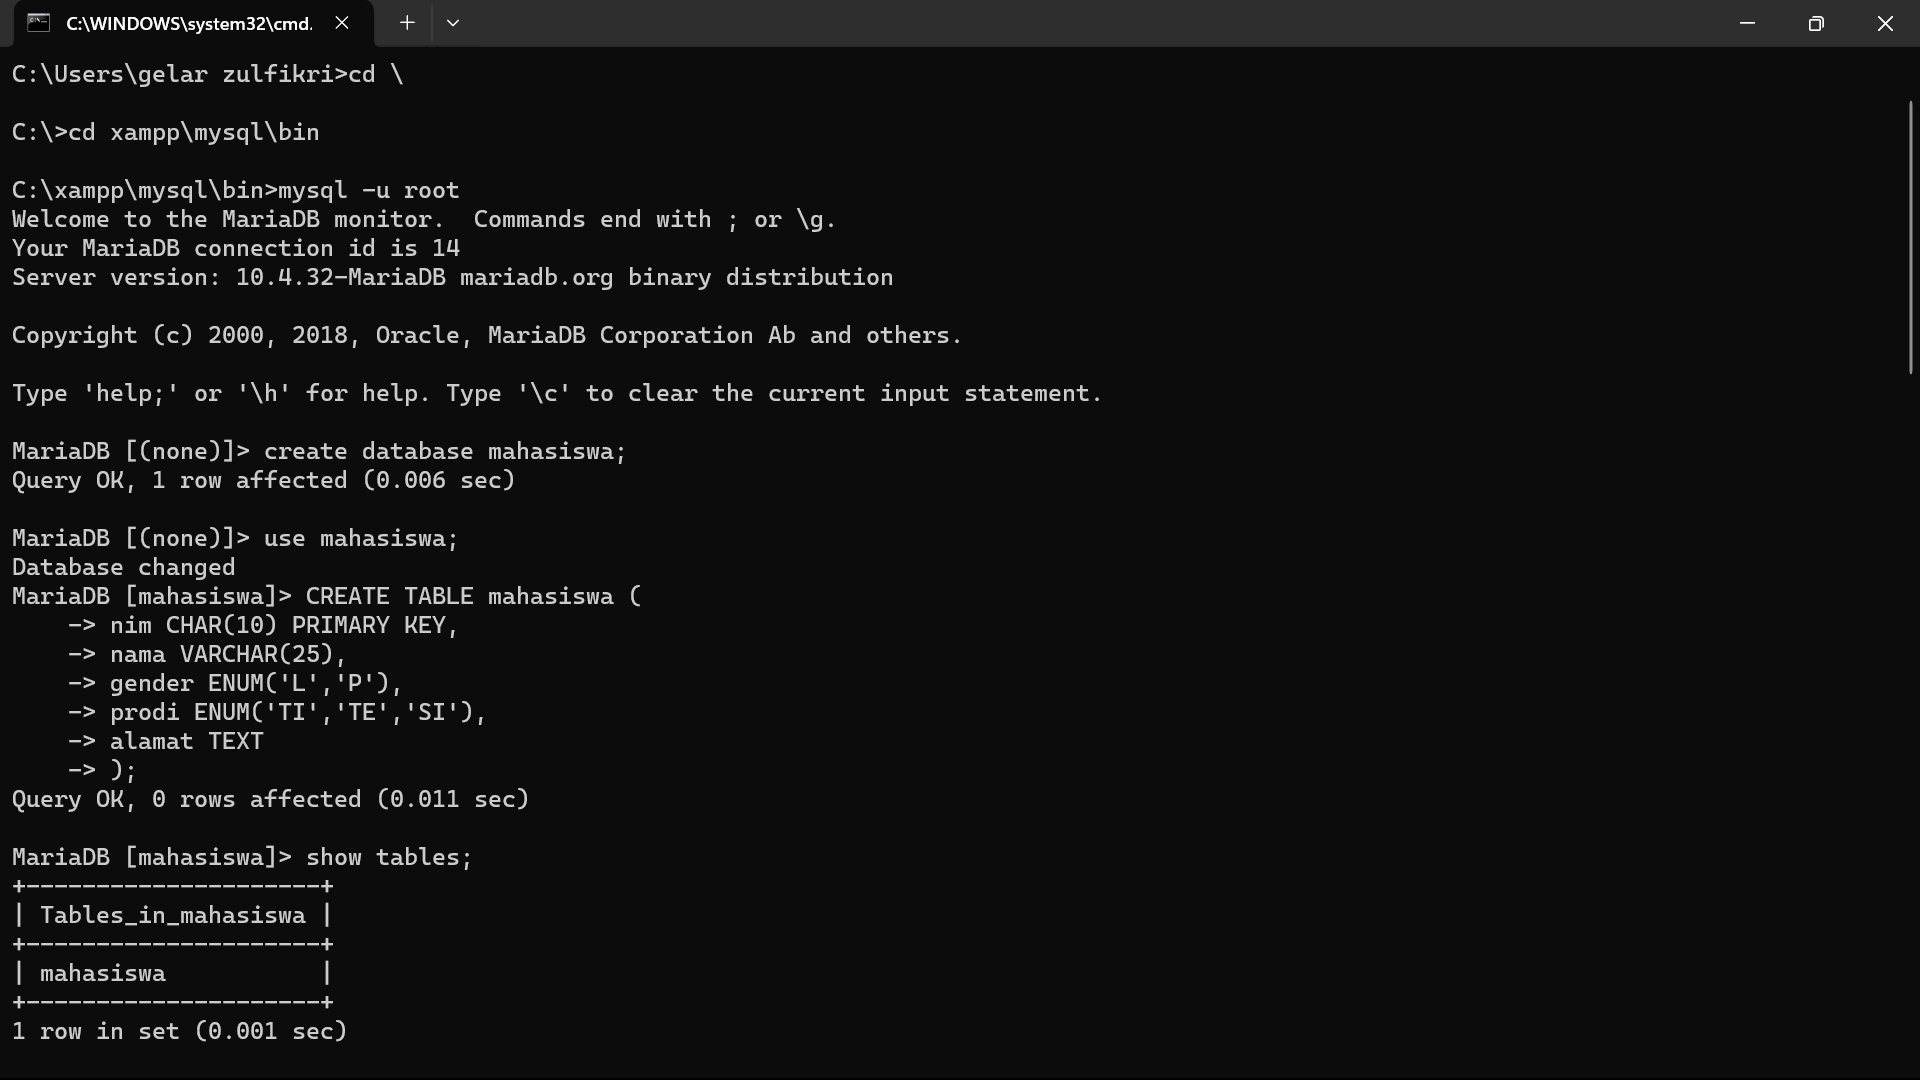 C:\WINDOWS\system32\cmd.
C:\Users\gelar zulfikri>cd \
C:\>cd xampp\mysql\bin
C:\xampp\mysql\bin>mysql -u root
Welcome to the MariaDB monitor.  Commands end with ; or \g.
Your MariaDB connection id is 14
Server version: 10.4.32-MariaDB mariadb.org binary distribution
Copyright (c) 2000, 2018, Oracle, MariaDB Corporation Ab and others.
Type 'help;' or '\h' for help. Type '\c' to clear the current input statement.
MariaDB [(none)]> create database mahasiswa;
Query OK, 1 row affected (0.006 sec)
MariaDB [(none)]> use mahasiswa;
Database changed
MariaDB [mahasiswa]> CREATE TABLE mahasiswa (
    -> nim CHAR(10) PRIMARY KEY,
    -> nama VARCHAR(25),
    -> gender ENUM('L','P'),
    -> prodi ENUM('TI','TE','SI'),
    -> alamat TEXT
    -> );
Query OK, 0 rows affected (0.011 sec)
MariaDB [mahasiswa]> show tables;
+---------------------+
| Tables_in_mahasiswa |
+---------------------+
| mahasiswa           |
+---------------------+
1 row in set (0.001 sec)